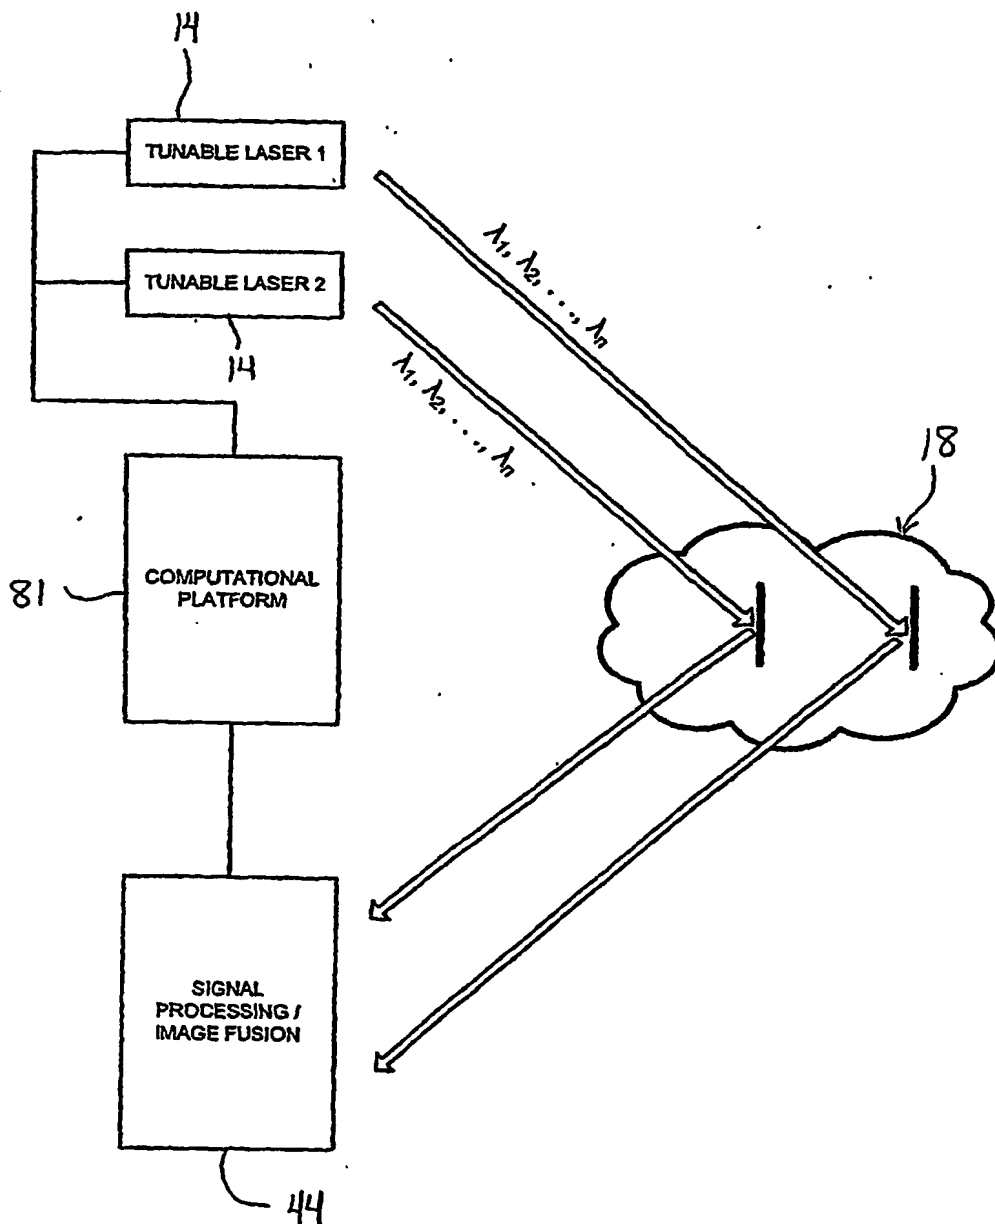 14
TUNABLE LASER 1
TUNABLE LASER 2
14
λ1, λ2, . . . , λn
λ1, λ2, . . . , λn
18
COMPUTATIONAL
PLATFORM
81
SIGNAL
PROCESSING /
IMAGE FUSION
44